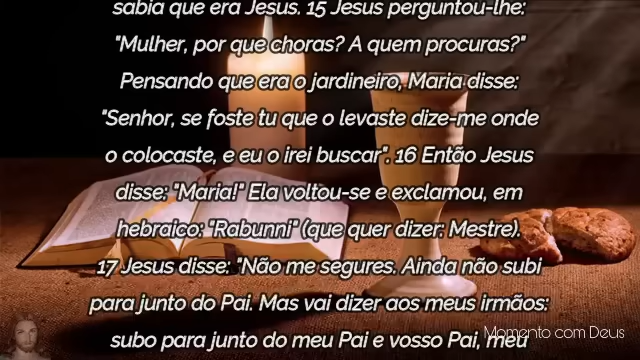 sabia que era Jesus. 15 Jesus perguntou-lhe:
"Mulher, por que choras? A quem procuras?"
Pensando que era o jardineiro, Maria disse:
"Senhor, se foste tu que o levaste dize-me onde
o colocaste, e eu o irei buscar". 16 Então Jesus
disse: "Maria!" Ela voltou-se e exclamou, em
hebraico: "Rabunni" (que quer dizer: Mestre).
17 Jesus disse: "Não me segures. Ainda não subi
para junto do Pai. Mas vai dizer aos meus irmãos:
subo para junto do meu Pai e vosso Pai, meu
Momento com Deus